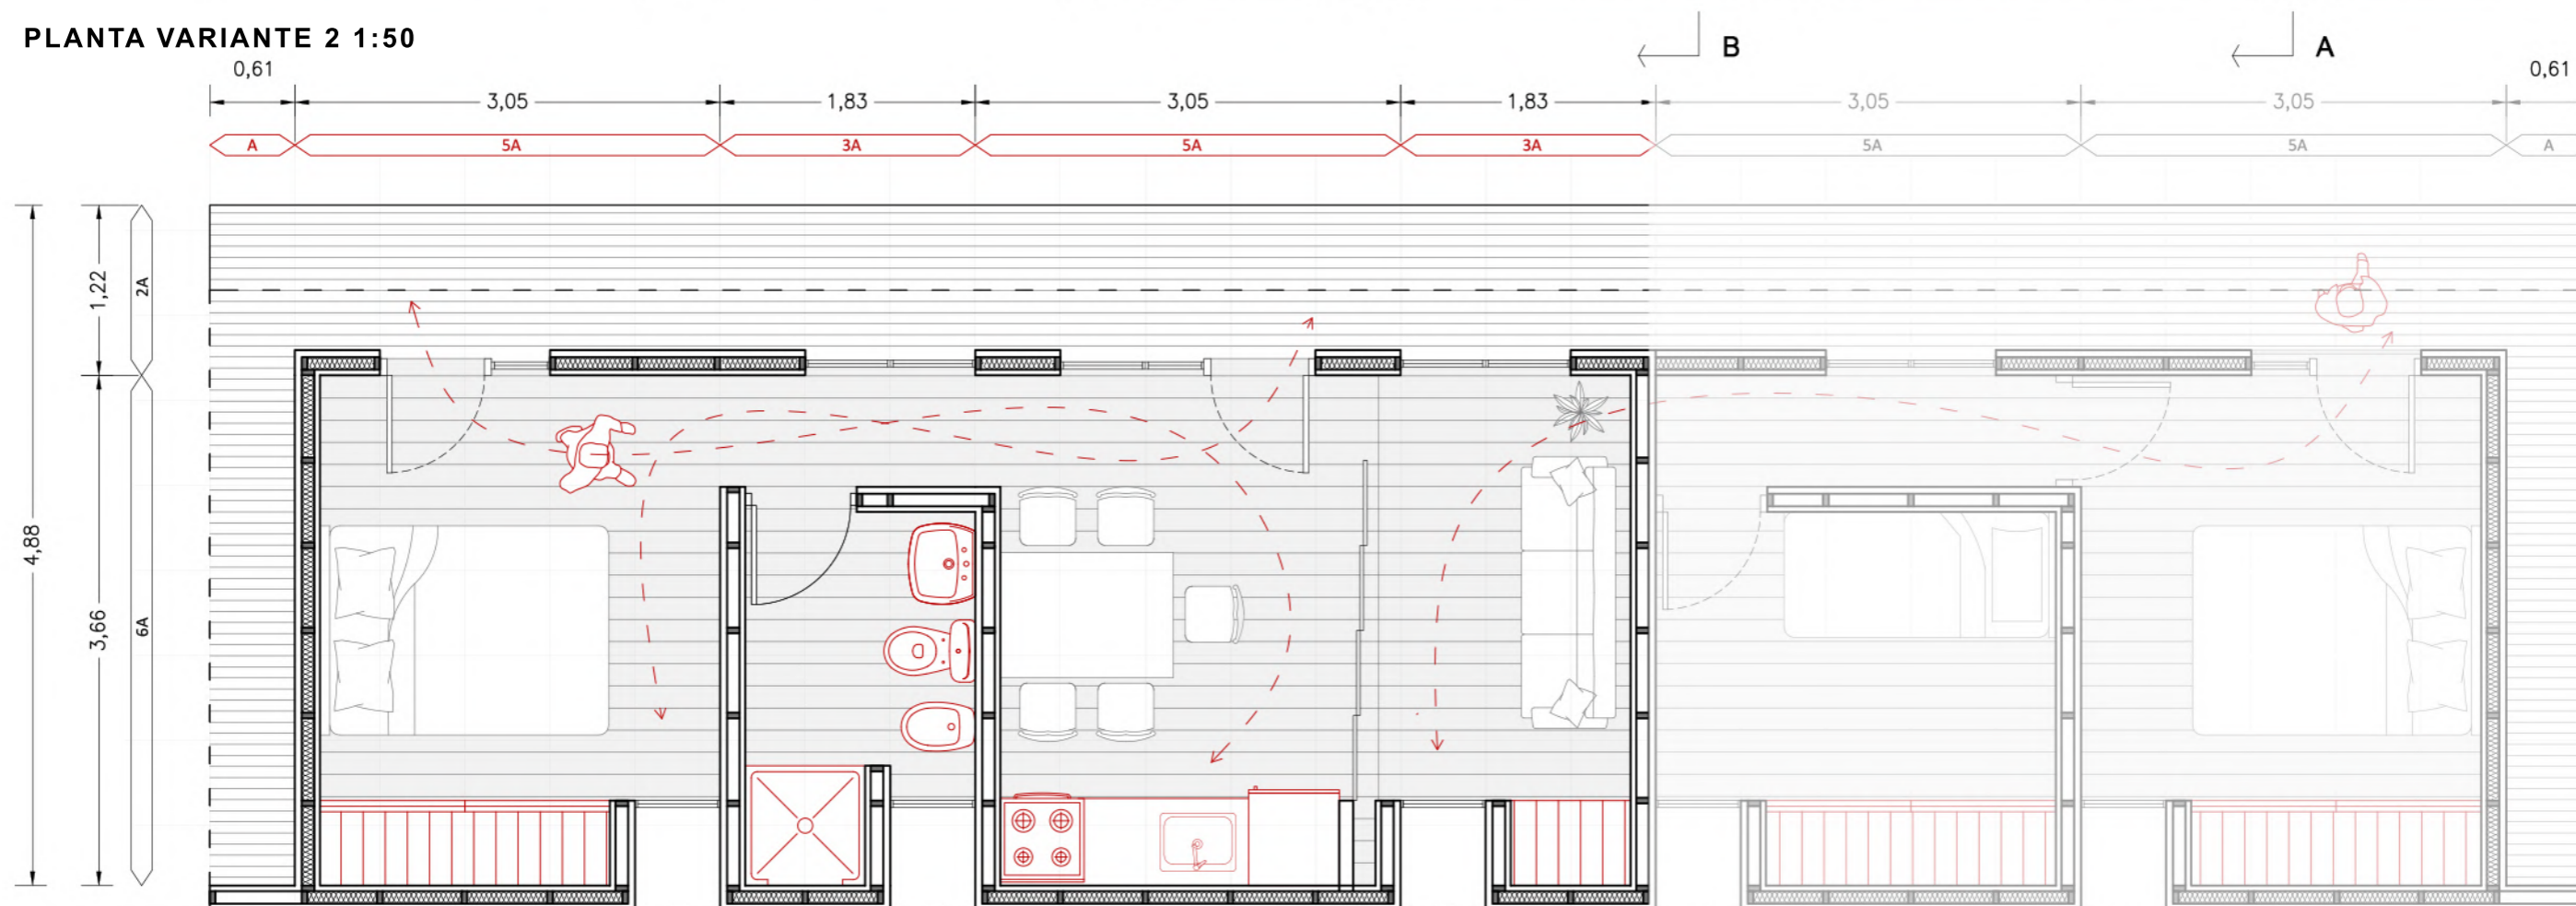 PLANTA VARIANTE 2 1:50
B
A
0,61
0,61
3,05
1,83
3,05
1,83
3,05
3,05
A
5A
3A
5A
3A
5A
5A
A
1,22
2A
4,88
3,66
6A